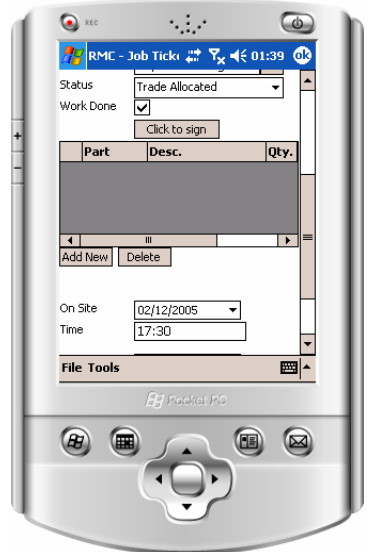 REC
RMC - Job Ticke 01:39 ok
Status Trade Allocated
Work Done
Click to sign
Part Desc. Qty.
Add New Delete
On Site 02/12/2005
Time 17:30
File Tools
Pocket PC